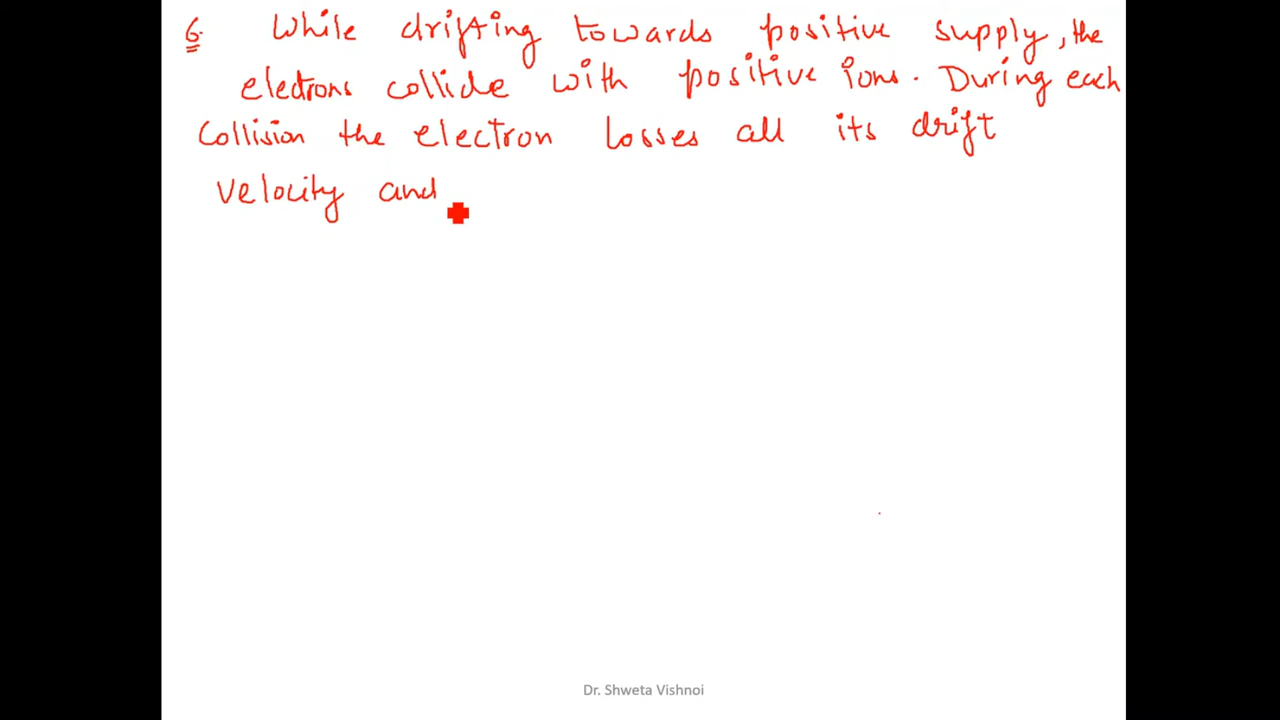 6. While drifting towards positive supply, the
electrons collide with positive ions. During each
collision the electron losses all its drift
velocity and
Dr. Shweta Vishnoi